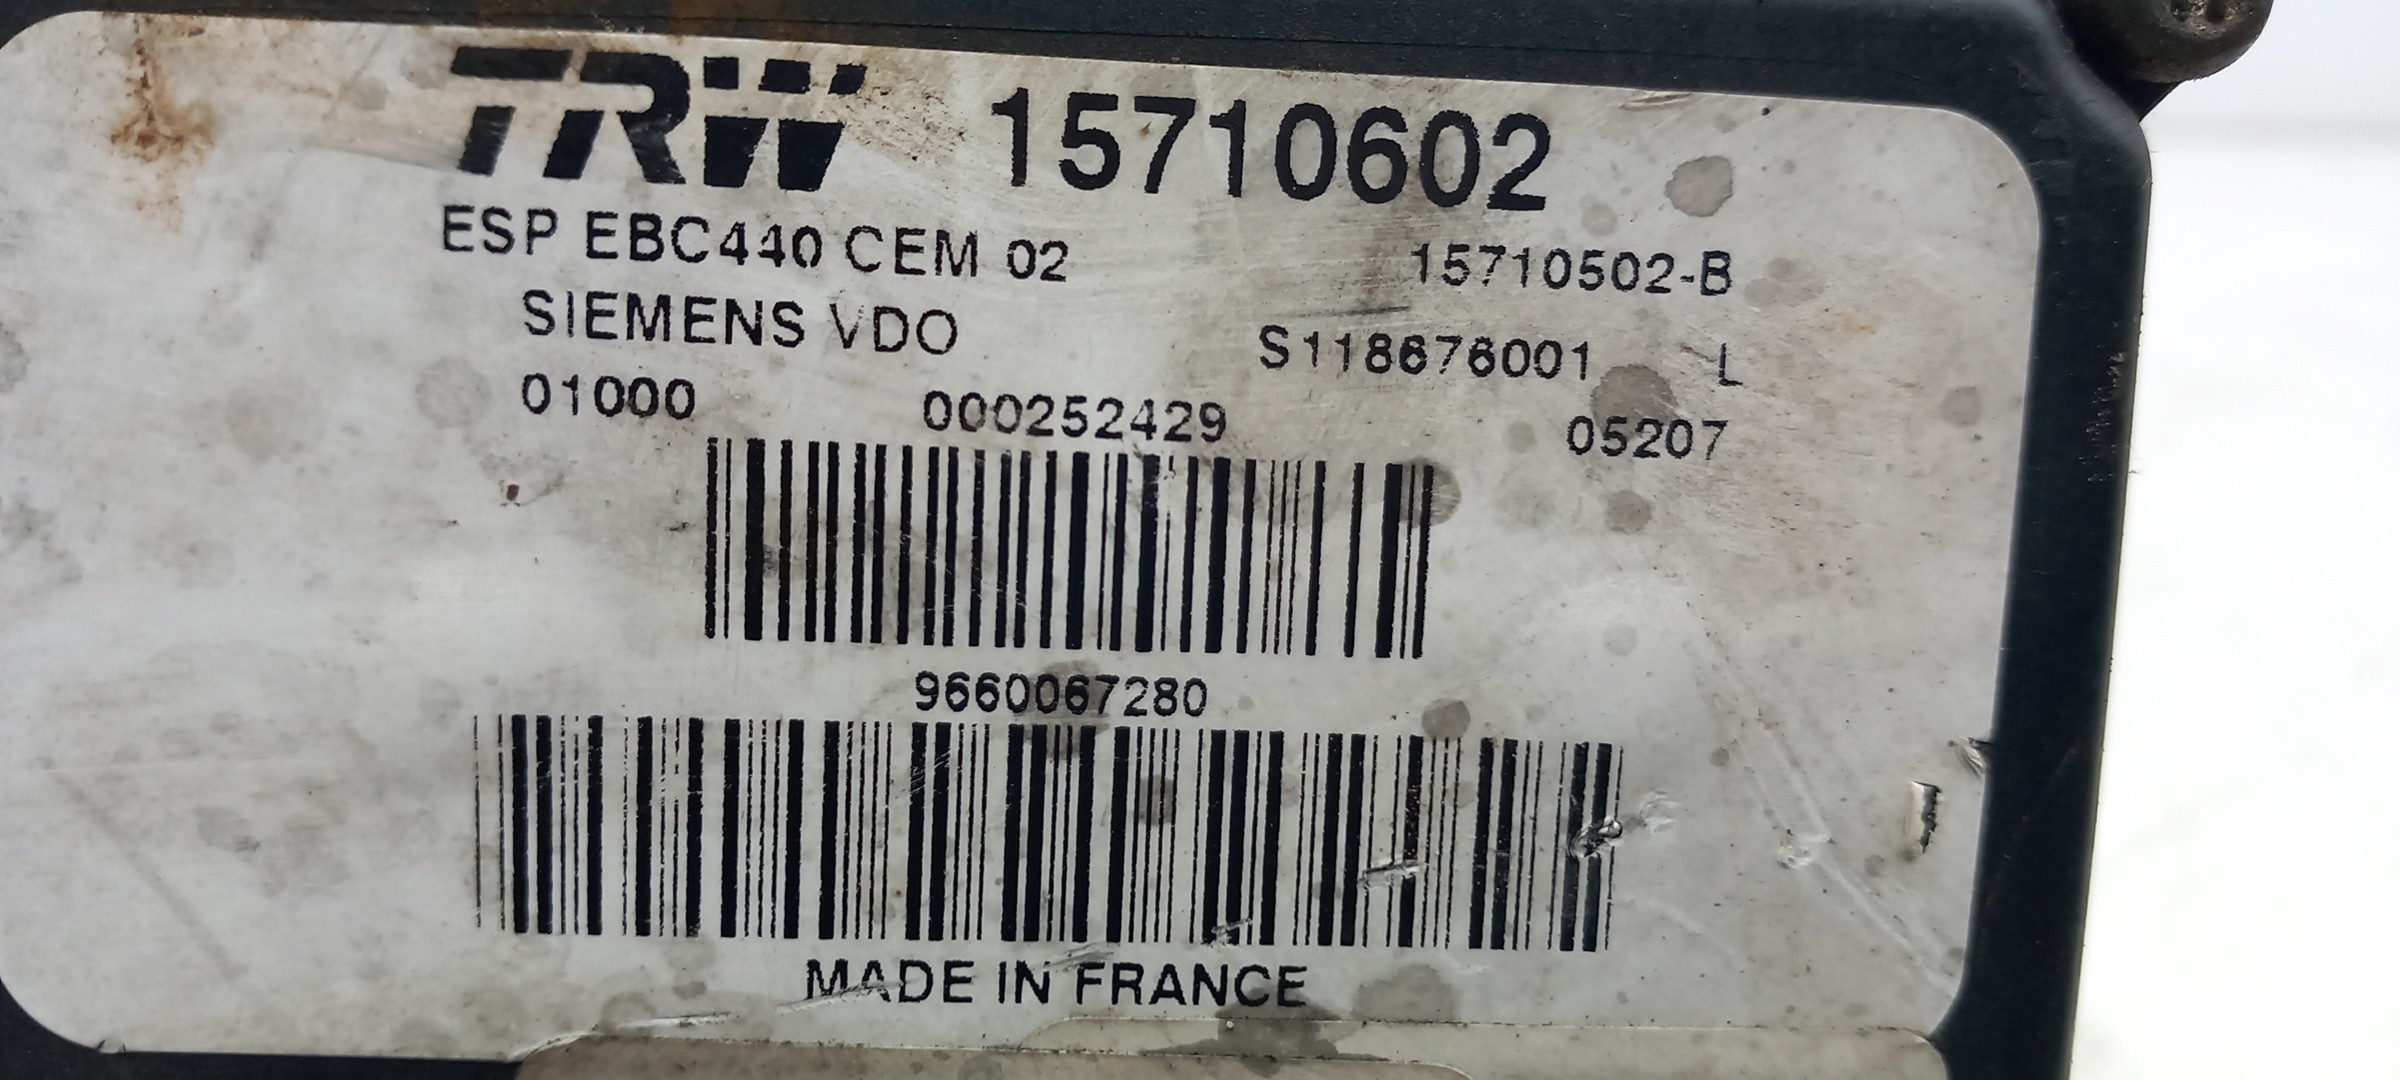 TRW 15710602
ESP EBC440 CEM 02 15710502-B
SIEMENS VDO S118676001 L
01000 000252429 05207
9660067280
MADE IN FRANCE